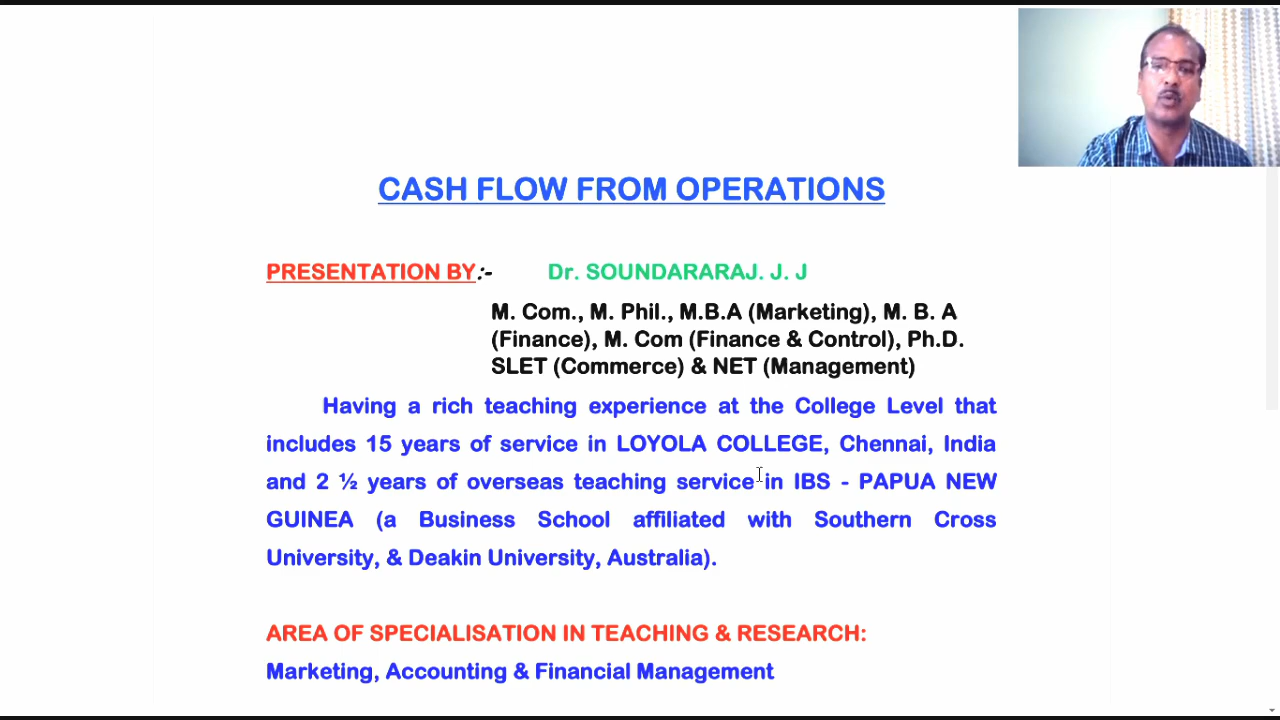 CASH FLOW FROM OPERATIONS
PRESENTATION BY:- Dr. SOUNDARARAJ. J. J
M. Com., M. Phil., M.B.A (Marketing), M. B. A
(Finance), M. Com (Finance & Control), Ph.D.
SLET (Commerce) & NET (Management)
Having a rich teaching experience at the College Level that
includes 15 years of service in LOYOLA COLLEGE, Chennai, India
and 2 ½ years of overseas teaching service in IBS - PAPUA NEW
GUINEA (a Business School affiliated with Southern Cross
University, & Deakin University, Australia).
AREA OF SPECIALISATION IN TEACHING & RESEARCH:
Marketing, Accounting & Financial Management